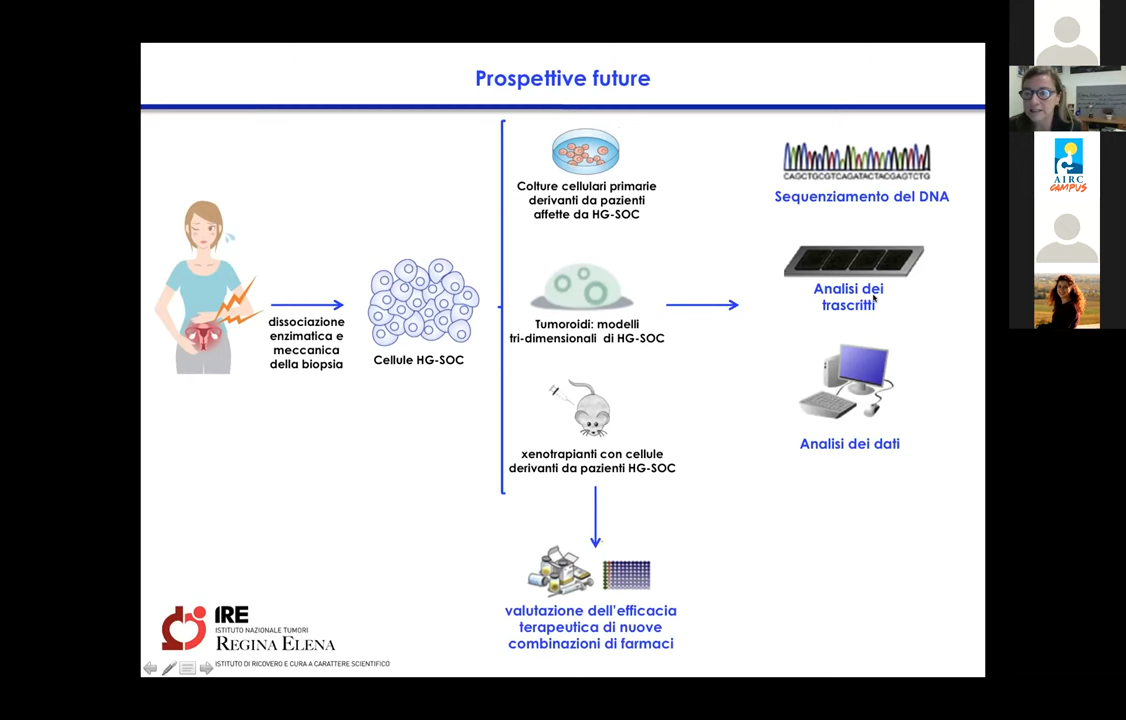 Prospettive future
Colture cellulari primarie
derivanti da pazienti
affette da HG-SOC
CAGCTGCGTCAGATACTACGAGTCTG
Sequenziamento del DNA
Analisi dei
trascritti
dissociazione
enzimatica e
meccanica
della biopsia
Cellule HG-SOC
Tumoroidi: modelli
tri-dimensionali di HG-SOC
Analisi dei dati
xenotrapianti con cellule
derivanti da pazienti HG-SOC
valutazione dell'efficacia
terapeutica di nuove
combinazioni di farmaci
IRE
ISTITUTO NAZIONALE TUMORI
REGINA ELENA
ISTITUTO DI RICOVERO E CURA A CARATTERE SCIENTIFICO
AIRC
CAMPUS